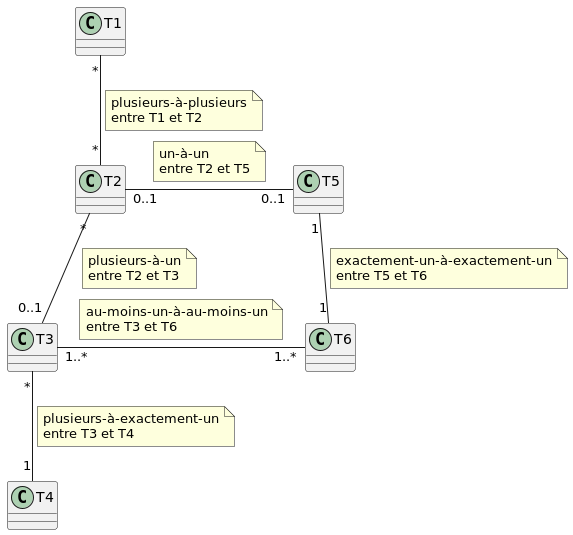 C T1
*
plusieurs-à-plusieurs
entre T1 et T2
*
un-à-un
entre T2 et T5
C T2
C T5
0..1
0..1
*
1
plusieurs-à-un
entre T2 et T3
exactement-un-à-exactement-un
entre T5 et T6
0..1
1
au-moins-un-à-au-moins-un
entre T3 et T6
C T3
C T6
1..*
1..*
*
plusieurs-à-exactement-un
entre T3 et T4
1
C T4